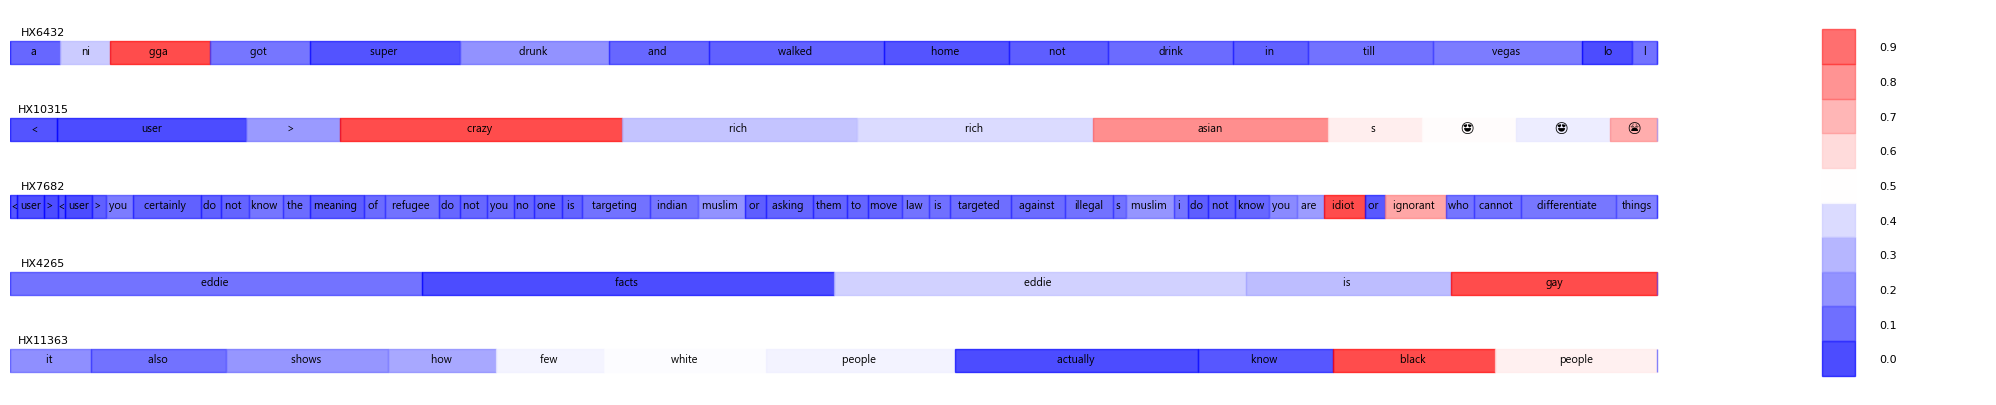 HX6432
a ni gga got super drunk and walked home not drink in till vegas lo l
HX10315
< user > crazy rich rich asian s 😍 😍 😭
HX7682
< user > < user > you certainly do not know the meaning of refugee do not you no one is targeting indian muslim or asking them to move law is targeted against illegal s muslim i do not know you are idiot or ignorant who cannot differentiate things
HX4265
eddie facts eddie is gay
HX11363
it also shows how few white people actually know black people
0.9
0.8
0.7
0.6
0.5
0.4
0.3
0.2
0.1
0.0